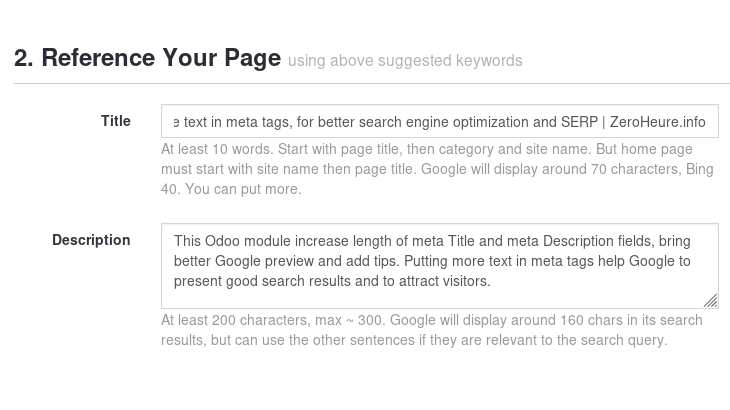 2. Reference Your Page using above suggested keywords
Title
text in meta tags, for better search engine optimization and SERP | ZeroHeure.info
At least 10 words. Start with page title, then category and site name. But home page
must start with site name then page title. Google will display around 70 characters, Bing
40. You can put more.
Description
This Odoo module increase length of meta Title and meta Description fields, bring
better Google preview and add tips. Putting more text in meta tags help Google to
present good search results and to attract visitors.
At least 200 characters, max ~ 300. Google will display around 160 chars in its search
results, but can use the other sentences if they are relevant to the search query.